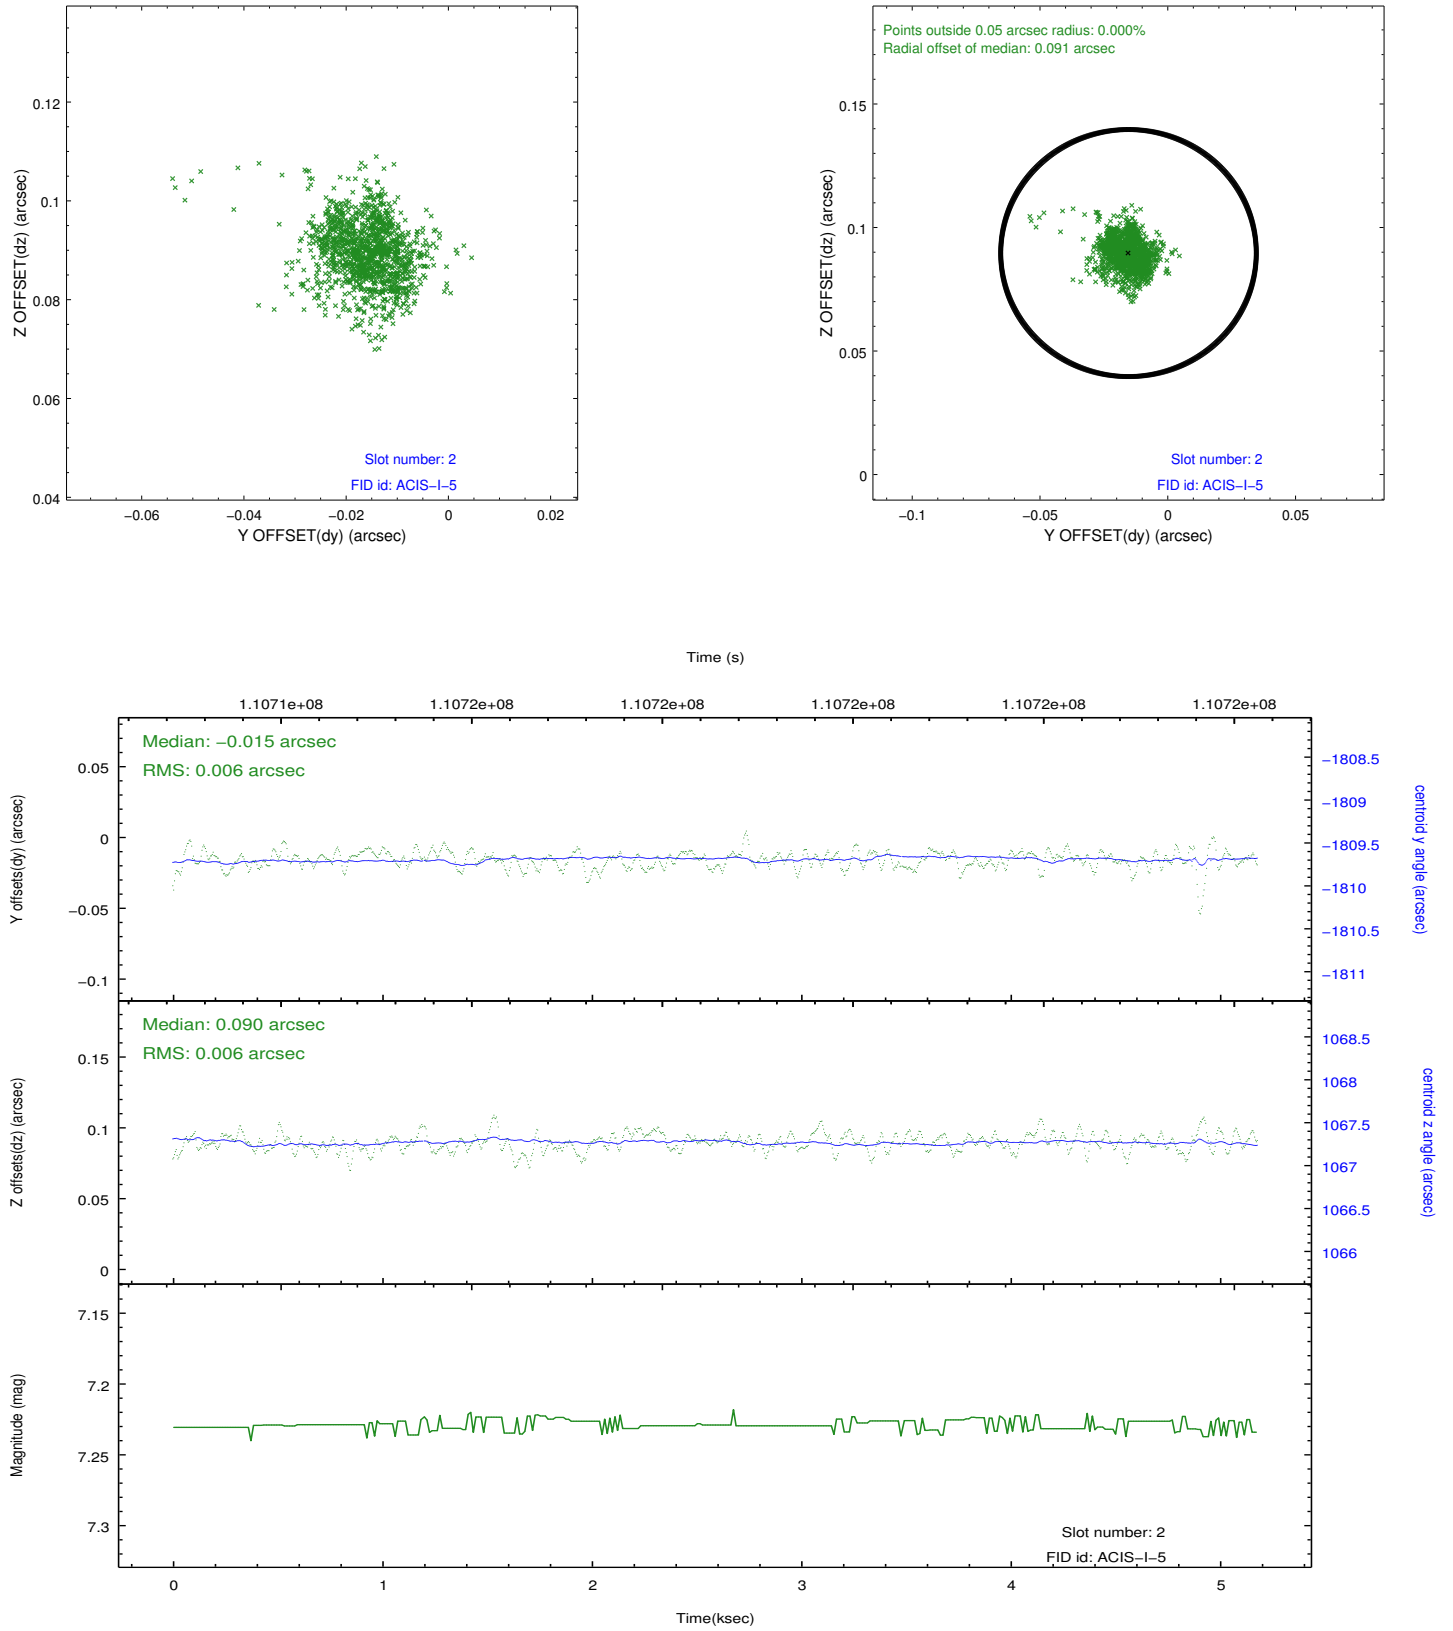 0.12
0.1
0.08
0.06
0.04
Z OFFSET(dz) (arcsec)
Slot number: 2
FID id: ACIS−I−5
−0.06
−0.04
−0.02
0
0.02
Y OFFSET(dy) (arcsec)
Points outside 0.05 arcsec radius: 0.000%
Radial offset of median: 0.091 arcsec
0.15
0.1
0.05
0
Z OFFSET(dz) (arcsec)
Slot number: 2
FID id: ACIS−I−5
−0.1
−0.05
0
0.05
Y OFFSET(dy) (arcsec)
Time (s)
1.1071e+08
1.1072e+08
1.1072e+08
1.1072e+08
1.1072e+08
1.1072e+08
Median: −0.015 arcsec
RMS: 0.006 arcsec
0.05
0
−0.05
−0.1
Y offsets(dy) (arcsec)
−1808.5
−1809
−1809.5
−1810
−1810.5
−1811
centroid y angle (arcsec)
Median: 0.090 arcsec
RMS: 0.006 arcsec
0.15
0.1
0.05
0
Z offsets(dz) (arcsec)
1068.5
1068
1067.5
1067
1066.5
1066
centroid z angle (arcsec)
7.15
7.2
7.25
7.3
Magnitude (mag)
Slot number: 2
FID id: ACIS−I−5
0
1
2
3
4
5
Time(ksec)